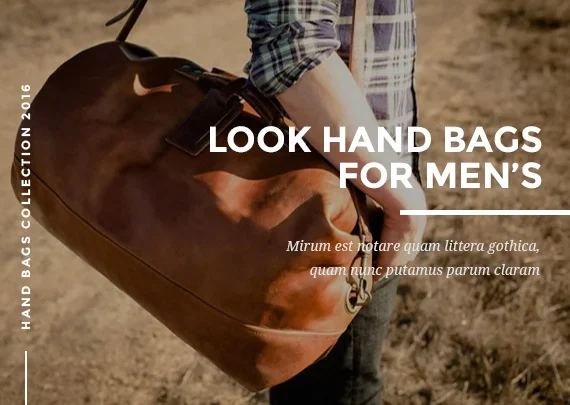 HAND BAGS COLLECTION 2016
LOOK HAND BAGS
FOR MEN'S
Mirum est notare quam littera gothica,
quam nunc putamus parum claram